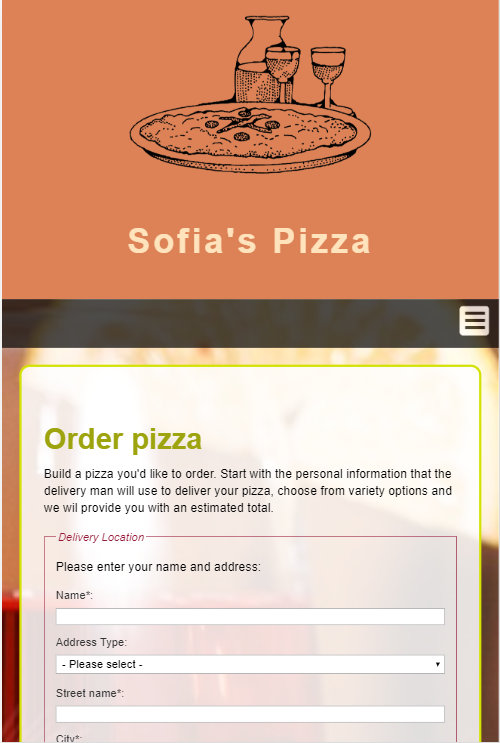 Sofia's Pizza
Order pizza
Build a pizza you'd like to order. Start with the personal information that the
delivery man will use to deliver your pizza, choose from variety options and
we wil provide you with an estimated total.
Delivery Location
Please enter your name and address:
Name*:
Address Type:
- Please select -
Street name*:
City*: